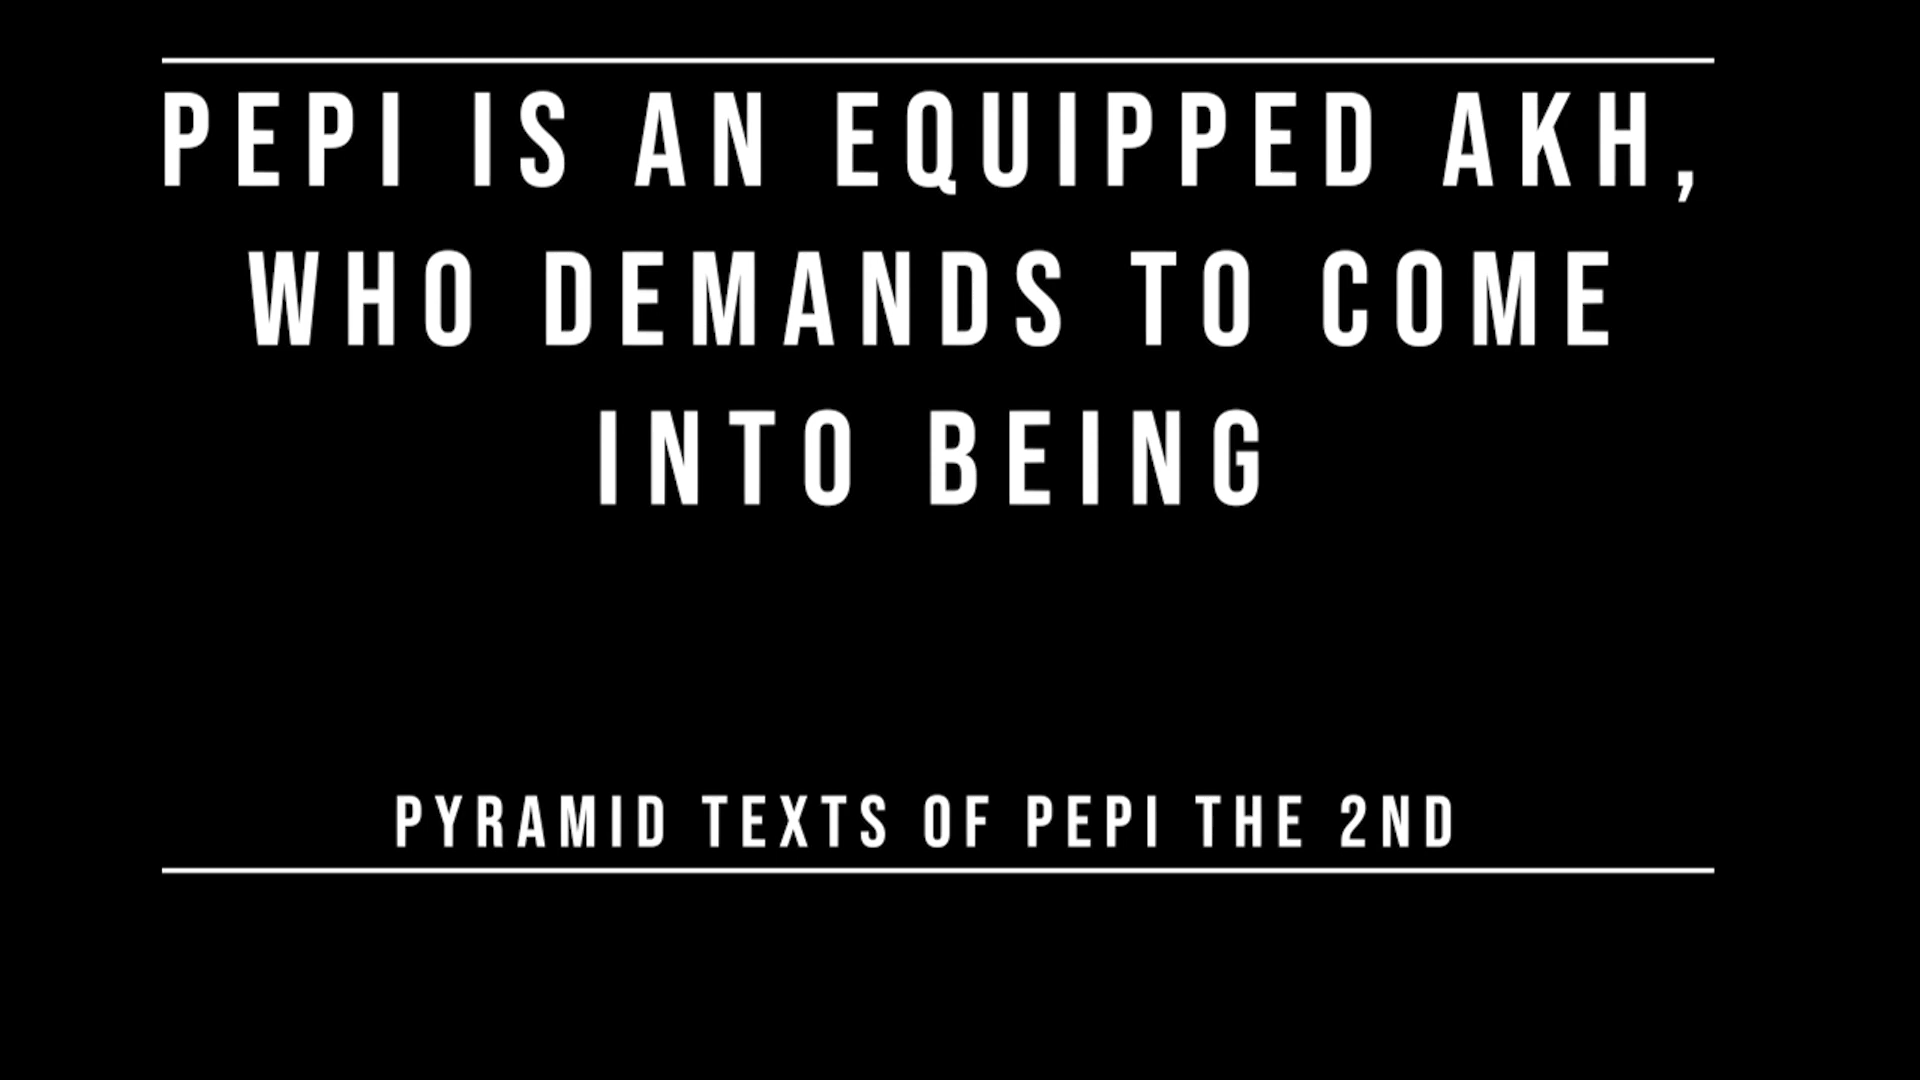 PEPI IS AN EQUIPPED AKH,
WHO DEMANDS TO COME
INTO BEING
PYRAMID TEXTS OF PEPI THE 2ND